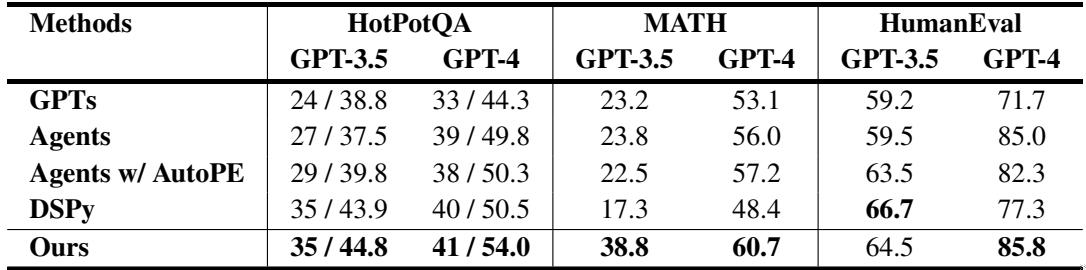 Methods HotPotQA MATH HumanEval
GPT-3.5 GPT-4 GPT-3.5 GPT-4 GPT-3.5 GPT-4
GPTs 24 / 38.8 33 / 44.3 23.2 53.1 59.2 71.7
Agents 27 / 37.5 39 / 49.8 23.8 56.0 59.5 85.0
Agents w/ AutoPE 29 / 39.8 38 / 50.3 22.5 57.2 63.5 82.3
DSPy 35 / 43.9 40 / 50.5 17.3 48.4 66.7 77.3
Ours 35 / 44.8 41 / 54.0 38.8 60.7 64.5 85.8